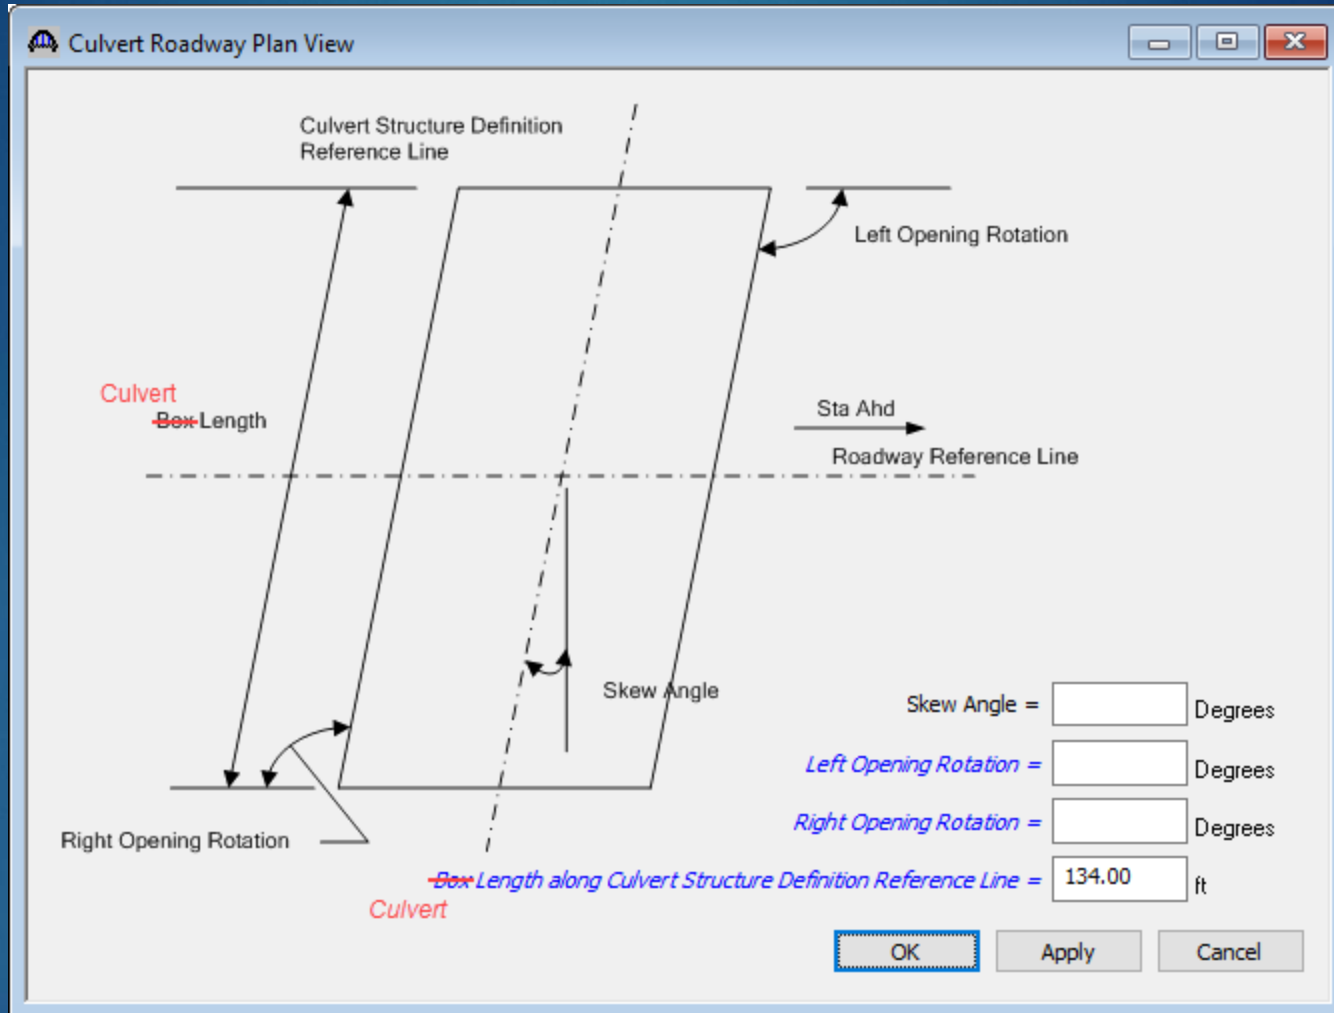 Culvert Roadway Plan View
Culvert Structure Definition
Reference Line
Left Opening Rotation
Culvert
Box Length
Sta Ahd
Roadway Reference Line
Skew Angle
Skew Angle = Degrees
Left Opening Rotation = Degrees
Right Opening Rotation = Degrees
Right Opening Rotation
Box Length along Culvert Structure Definition Reference Line = 134.00 ft
Culvert
OK Apply Cancel